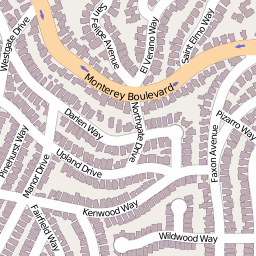 Westgate Drive
San
Felipe Avenue
El Verano Way
Saint Elmo Way
Monterey Boulevard
Northgate Drive
Darien Way
Pizarro Way
Pinehurst Way
Upland Drive
Faxon Avenue
Manor Drive
Kenwood Way
Fairfield Way
Wildwood Way